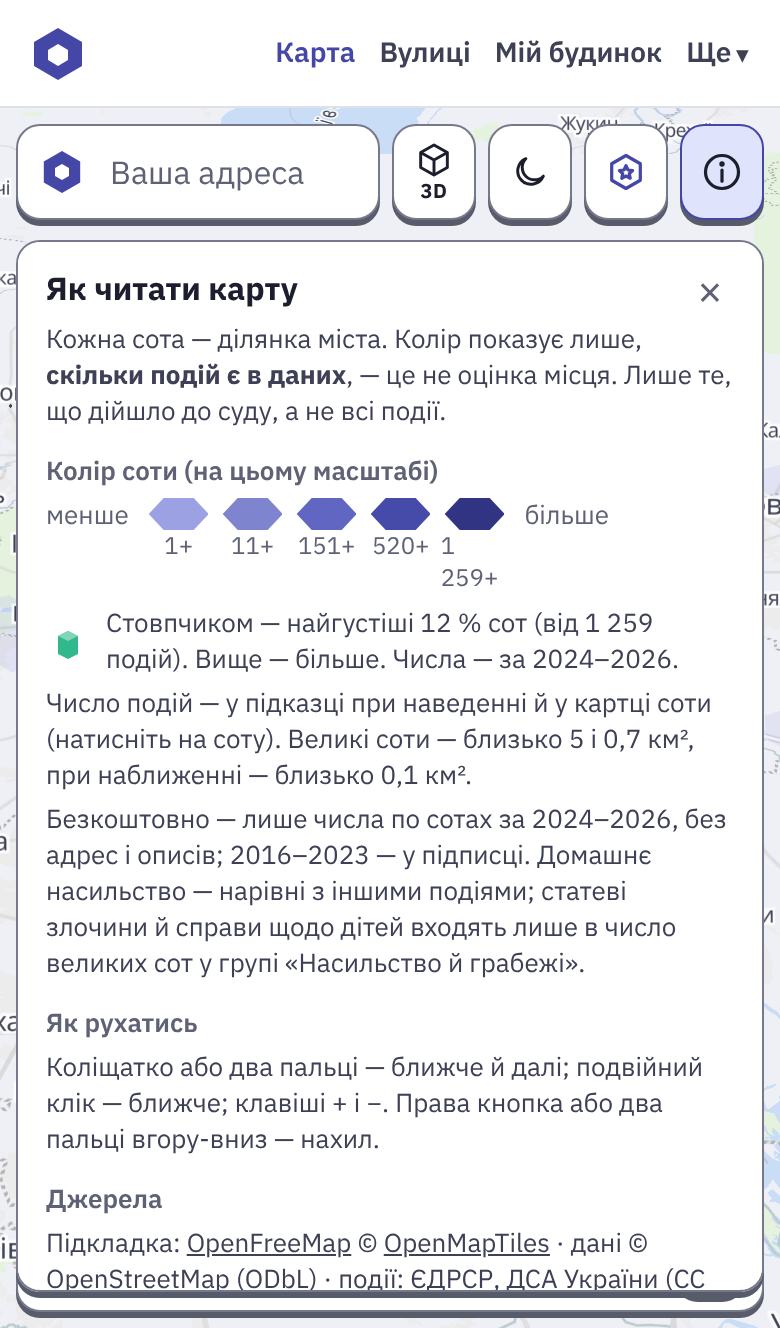 Карта Вулиці Мій будинок Ще ▾
Жукин
Ваша адреса
3D
Як читати карту ×
Кожна сота — ділянка міста. Колір показує лише,
скільки подій є в даних, — це не оцінка місця. Лише те,
що дійшло до суду, а не всі події.
Колір соти (на цьому масштабі)
менше більше
1+ 11+ 151+ 520+ 1
259+
Стовпчиком — найгустіші 12 % сот (від 1 259
подій). Вище — більше. Числа — за 2024–2026.
Число подій — у підказці при наведенні й у картці соти
(натисніть на соту). Великі соти — близько 5 і 0,7 км²,
при наближенні — близько 0,1 км².
Безкоштовно — лише числа по сотах за 2024–2026, без
адрес і описів; 2016–2023 — у підписці. Домашнє
насильство — нарівні з іншими подіями; статеві
злочини й справи щодо дітей входять лише в число
великих сот у групі «Насильство й грабежі».
Як рухатись
Коліщатко або два пальці — ближче й далі; подвійний
клік — ближче; клавіші + і −. Права кнопка або два
пальці вгору-вниз — нахил.
Джерела
Підкладка: OpenFreeMap © OpenMapTiles · дані ©
OpenStreetMap (ODbL) · події: ЄДРСР, ДСА України (CC